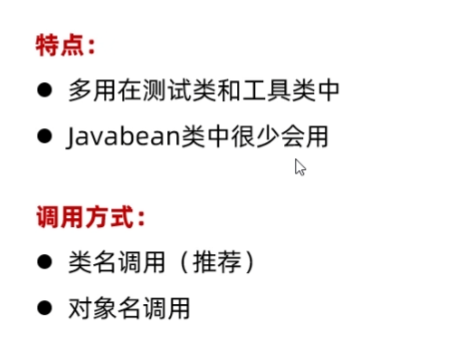 特点：
● 多用在测试类和工具类中
● Javabean类中很少会用
调用方式：
● 类名调用（推荐）
● 对象名调用